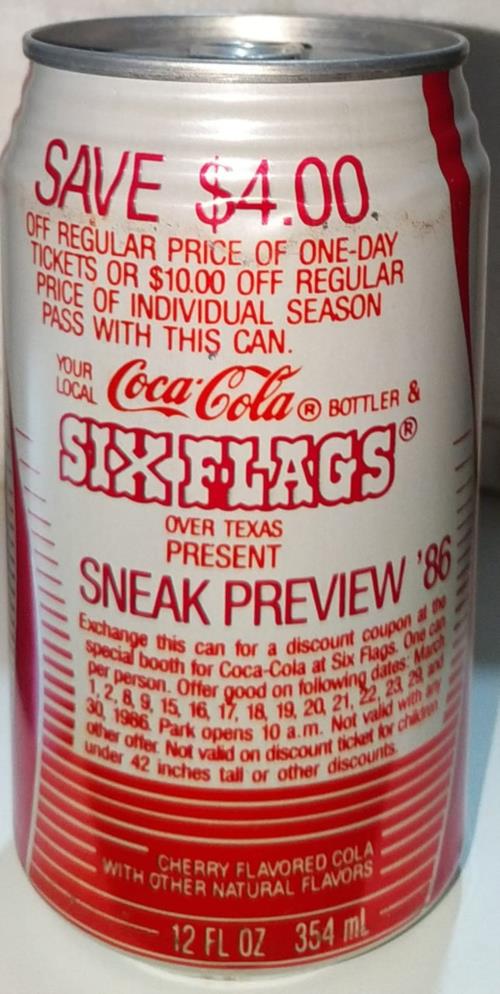 SAVE $4.00
OFF REGULAR PRICE OF ONE-DAY
TICKETS OR $10.00 OFF REGULAR
PRICE OF INDIVIDUAL SEASON
PASS WITH THIS CAN.
YOUR LOCAL Coca-Cola ® BOTTLER &
SIX FLAGS®
OVER TEXAS
PRESENT
SNEAK PREVIEW '86
Exchange this can for a discount coupon at the
special booth for Coca-Cola at Six Flags. One can
per person. Offer good on following dates: March
1, 2, 8, 9, 15, 16, 17, 18, 19, 20, 21, 22, 23, 29, and
30, 1986. Park opens 10 a.m. Not valid with any
other offer. Not valid on discount ticket for children
under 42 inches tall or other discounts.
CHERRY FLAVORED COLA
WITH OTHER NATURAL FLAVORS
12 FL OZ 354 mL